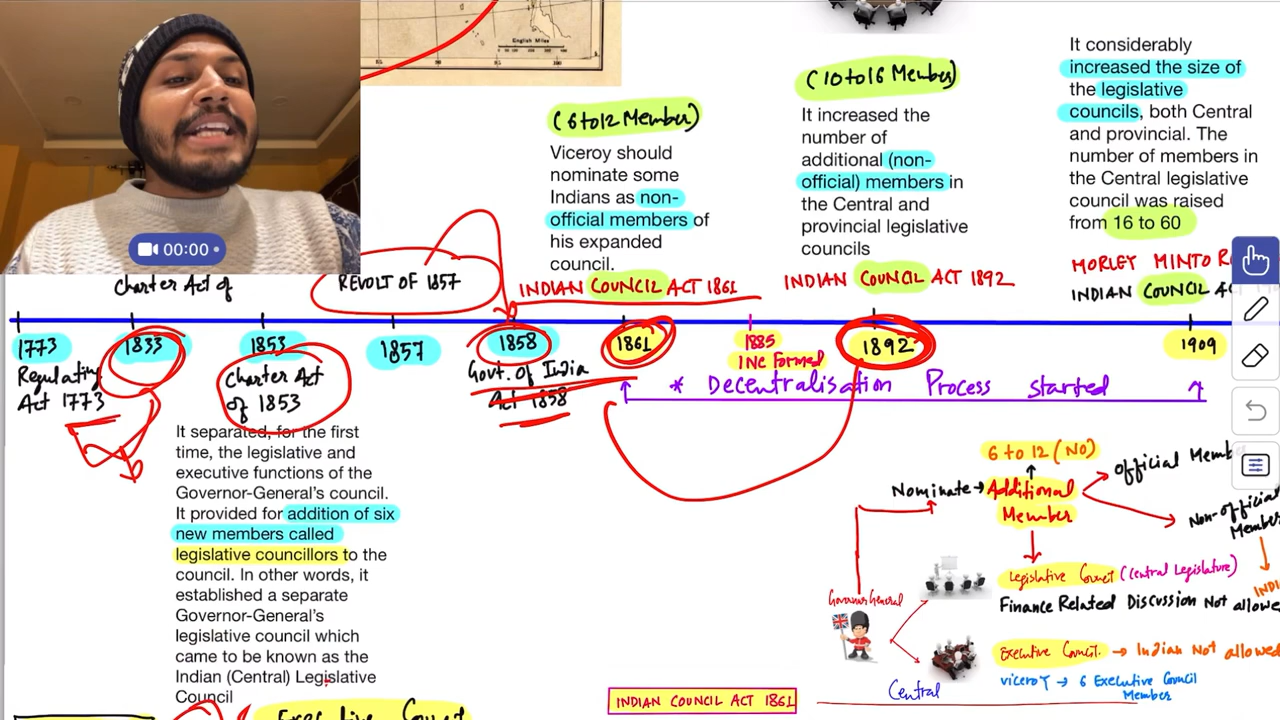 English Miles
(6 to 12 Member)
Viceroy should
nominate some
Indians as non-
official members of
his expanded
council.
INDIAN COUNCIL ACT 1861
(10 to 16 Member)
It increased the
number of
additional (non-
official) members in
the Central and
provincial legislative
councils
INDIAN COUNCIL ACT 1892
It considerably
increased the size of
the legislative
councils, both Central
and provincial. The
number of members in
the Central legislative
council was raised
from 16 to 60
MORLEY MINTO R
INDIAN COUNCIL AC
00:00
Charter Act of
REVOLT OF 1857
1773
1833
1853
1857
1858
1861
1885
1892
1909
Regulating
Act 1773
Charter Act
of 1853
Govt. of India
Act 1858
INC Formed
* Decentralisation Process started
It separated, for the first
time, the legislative and
executive functions of the
Governor-General's council.
It provided for addition of six
new members called
legislative councillors to the
council. In other words, it
established a separate
Governor-General's
legislative council which
came to be known as the
Indian (Central) Legislative
Council
6 to 12 (NO)
Nominate
Additional
Member
official Membe
Non-official
Member
Legislative Council (Central Legislature)
INDI
Finance Related Discussion Not allowe
Governor General
Executive Council. → Indian Not allowed
Viceroy → 6 Executive Council
Member
Central
INDIAN COUNCIL ACT 1861
Executive Council